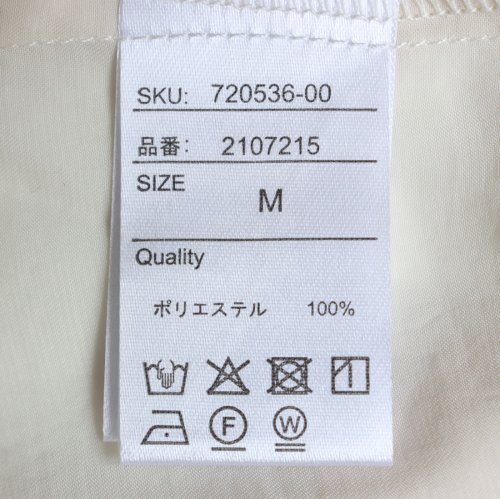 SKU: 720536-00
品番: 2107215
SIZE
M
Quality
ポリエステル 100%
F W